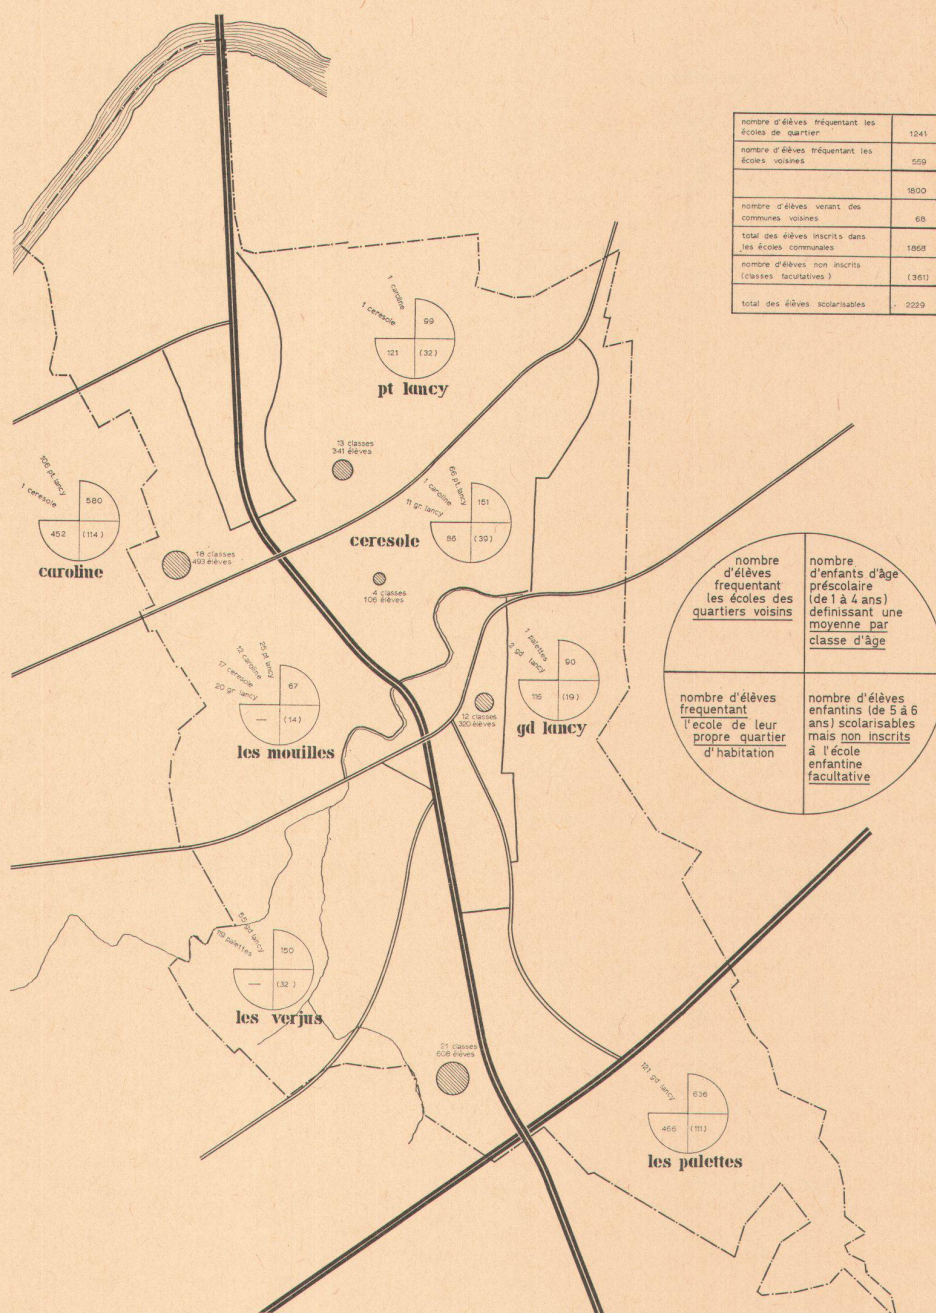 nombre d'élèves fréquentant les
écoles de quartier
1241
nombre d'élèves fréquentant les
écoles voisines
559
1800
nombre d'élèves venant des
communes voisines
68
total des élèves inscrits dans
les écoles communales
1868
nombre d'élèves non inscrits
(classes facultatives)
(361)
total des élèves scolarisables
2229
1 caroline
1 ceresole
99
121
(32)
pt lancy
13 classes
341 élèves
106 pt. lancy
1 ceresole
580
452
(114)
caroline
18 classes
493 élèves
66 pt. lancy
1 caroline
11 gr. lancy
151
86
(39)
ceresole
4 classes
106 élèves
25 pt lancy
12 caroline
17 ceresole
20 gr lancy
67
—
(14)
les mouilles
1 palettes
2 gd lancy
90
116
(19)
gd lancy
12 classes
320 élèves
nombre
d'élèves
frequentant
les écoles des
quartiers voisins
nombre
d'enfants d'âge
préscolaire
(de 1 à 4 ans)
definissant une
moyenne par
classe d'âge
nombre d'élèves
frequentant
l'ecole de leur
propre quartier
d'habitation
nombre d'élèves
enfantins (de 5 à 6
ans) scolarisables
mais non inscrits
à l'école
enfantine
facultative
55 gd lancy
119 palettes
150
—
(32)
les verjus
21 classes
608 élèves
121 gd lancy
636
466
(111)
les palettes